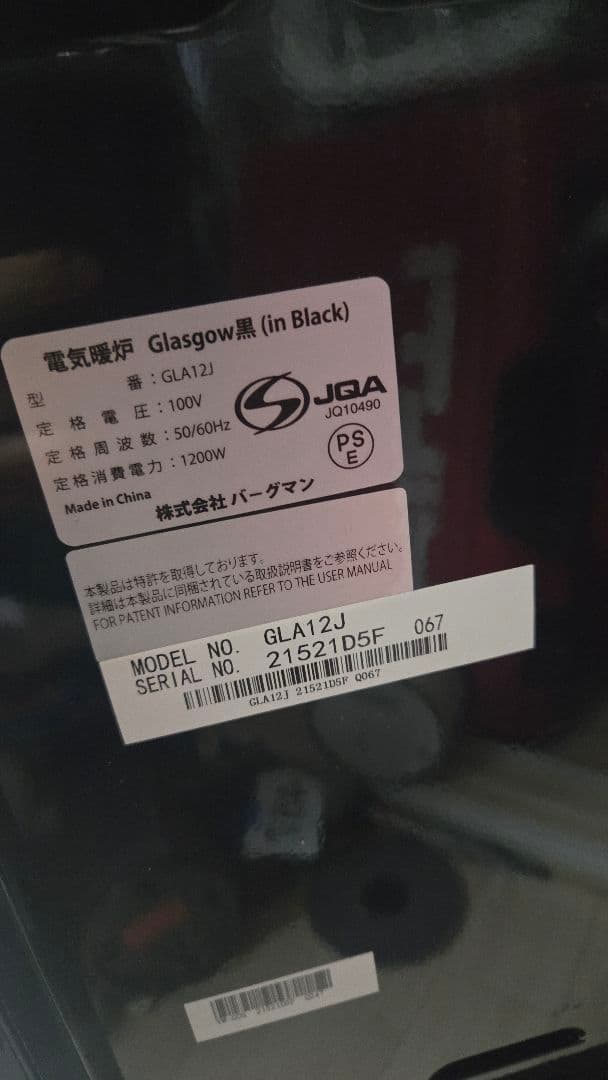 電気暖炉 Glasgow黒 (in Black)
型 番:GLA12J
定格電圧:100V
定格周波数:50/60Hz
定格消費電力:1200W
Made in China
株式会社 バーグマン
JQA
JQ10490
PS
E
本製品は特許を取得しております。
詳細は本製品に同梱されている取扱説明書をご参照ください。
FOR PATENT INFORMATION REFER TO THE USER MANUAL
MODEL NO. GLA12J
SERIAL NO. 21521D5F 067
GLA12J 21521D5F Q067